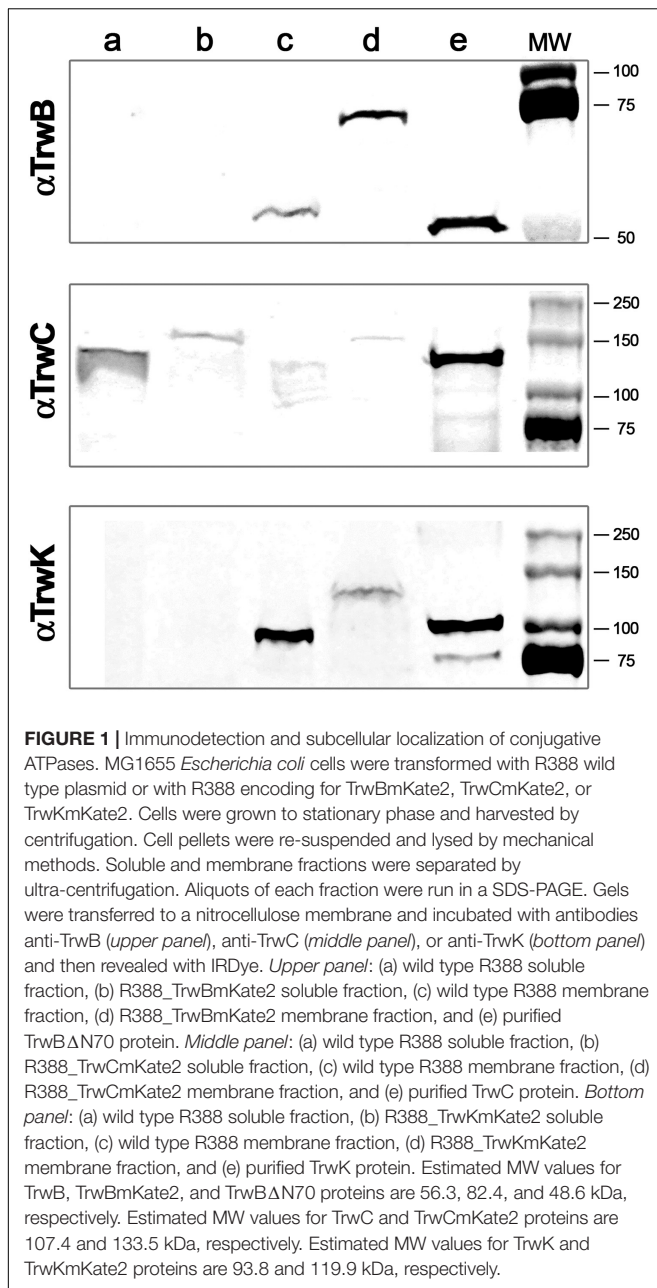 a b c d e MW
αTrwB
100
75
50
αTrwC
250
150
100
75
αTrwK
250
150
100
75
FIGURE 1 | Immunodetection and subcellular localization of conjugative
ATPases. MG1655 Escherichia coli cells were transformed with R388 wild
type plasmid or with R388 encoding for TrwBmKate2, TrwCmKate2, or
TrwKmKate2. Cells were grown to stationary phase and harvested by
centrifugation. Cell pellets were re-suspended and lysed by mechanical
methods. Soluble and membrane fractions were separated by
ultra-centrifugation. Aliquots of each fraction were run in a SDS-PAGE. Gels
were transferred to a nitrocellulose membrane and incubated with antibodies
anti-TrwB (upper panel), anti-TrwC (middle panel), or anti-TrwK (bottom panel)
and then revealed with IRDye. Upper panel: (a) wild type R388 soluble
fraction, (b) R388_TrwBmKate2 soluble fraction, (c) wild type R388 membrane
fraction, (d) R388_TrwBmKate2 membrane fraction, and (e) purified
TrwBΔN70 protein. Middle panel: (a) wild type R388 soluble fraction, (b)
R388_TrwCmKate2 soluble fraction, (c) wild type R388 membrane fraction, (d)
R388_TrwCmKate2 membrane fraction, and (e) purified TrwC protein. Bottom
panel: (a) wild type R388 soluble fraction, (b) R388_TrwKmKate2 soluble
fraction, (c) wild type R388 membrane fraction, (d) R388_TrwKmKate2
membrane fraction, and (e) purified TrwK protein. Estimated MW values for
TrwB, TrwBmKate2, and TrwBΔN70 proteins are 56.3, 82.4, and 48.6 kDa,
respectively. Estimated MW values for TrwC and TrwCmKate2 proteins are
107.4 and 133.5 kDa, respectively. Estimated MW values for TrwK and
TrwKmKate2 proteins are 93.8 and 119.9 kDa, respectively.